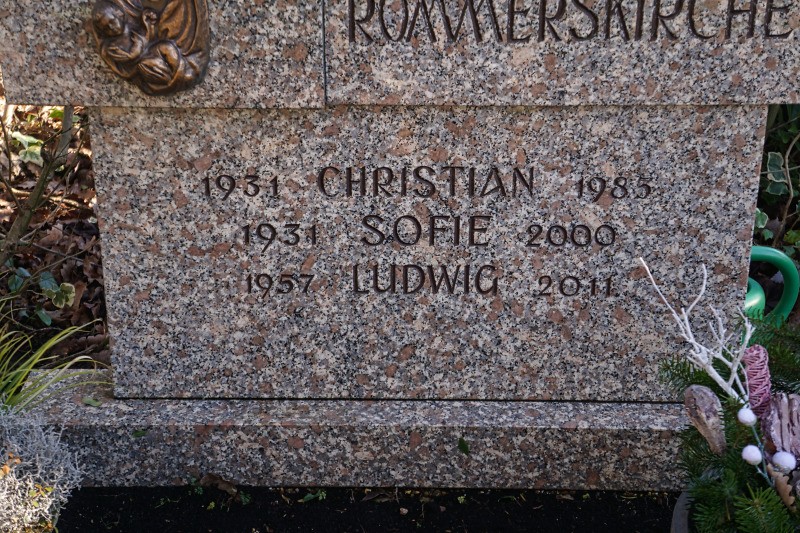 ROMMERSKIRCHE
1931 CHRISTIAN 1985
1931 SOFIE 2000
1957 LUDWIG 2011